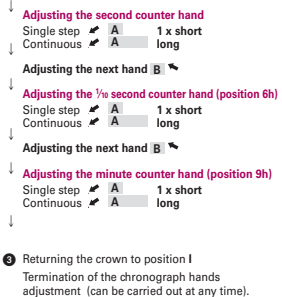 Adjusting the second counter hand
Single step A 1 x short
Continuous A long
Adjusting the next hand B
Adjusting the 1/10 second counter hand (position 6h)
Single step A 1 x short
Continuous A long
Adjusting the next hand B
Adjusting the minute counter hand (position 9h)
Single step A 1 x short
Continuous A long
3 Returning the crown to position I
Termination of the chronograph hands
adjustment (can be carried out at any time).